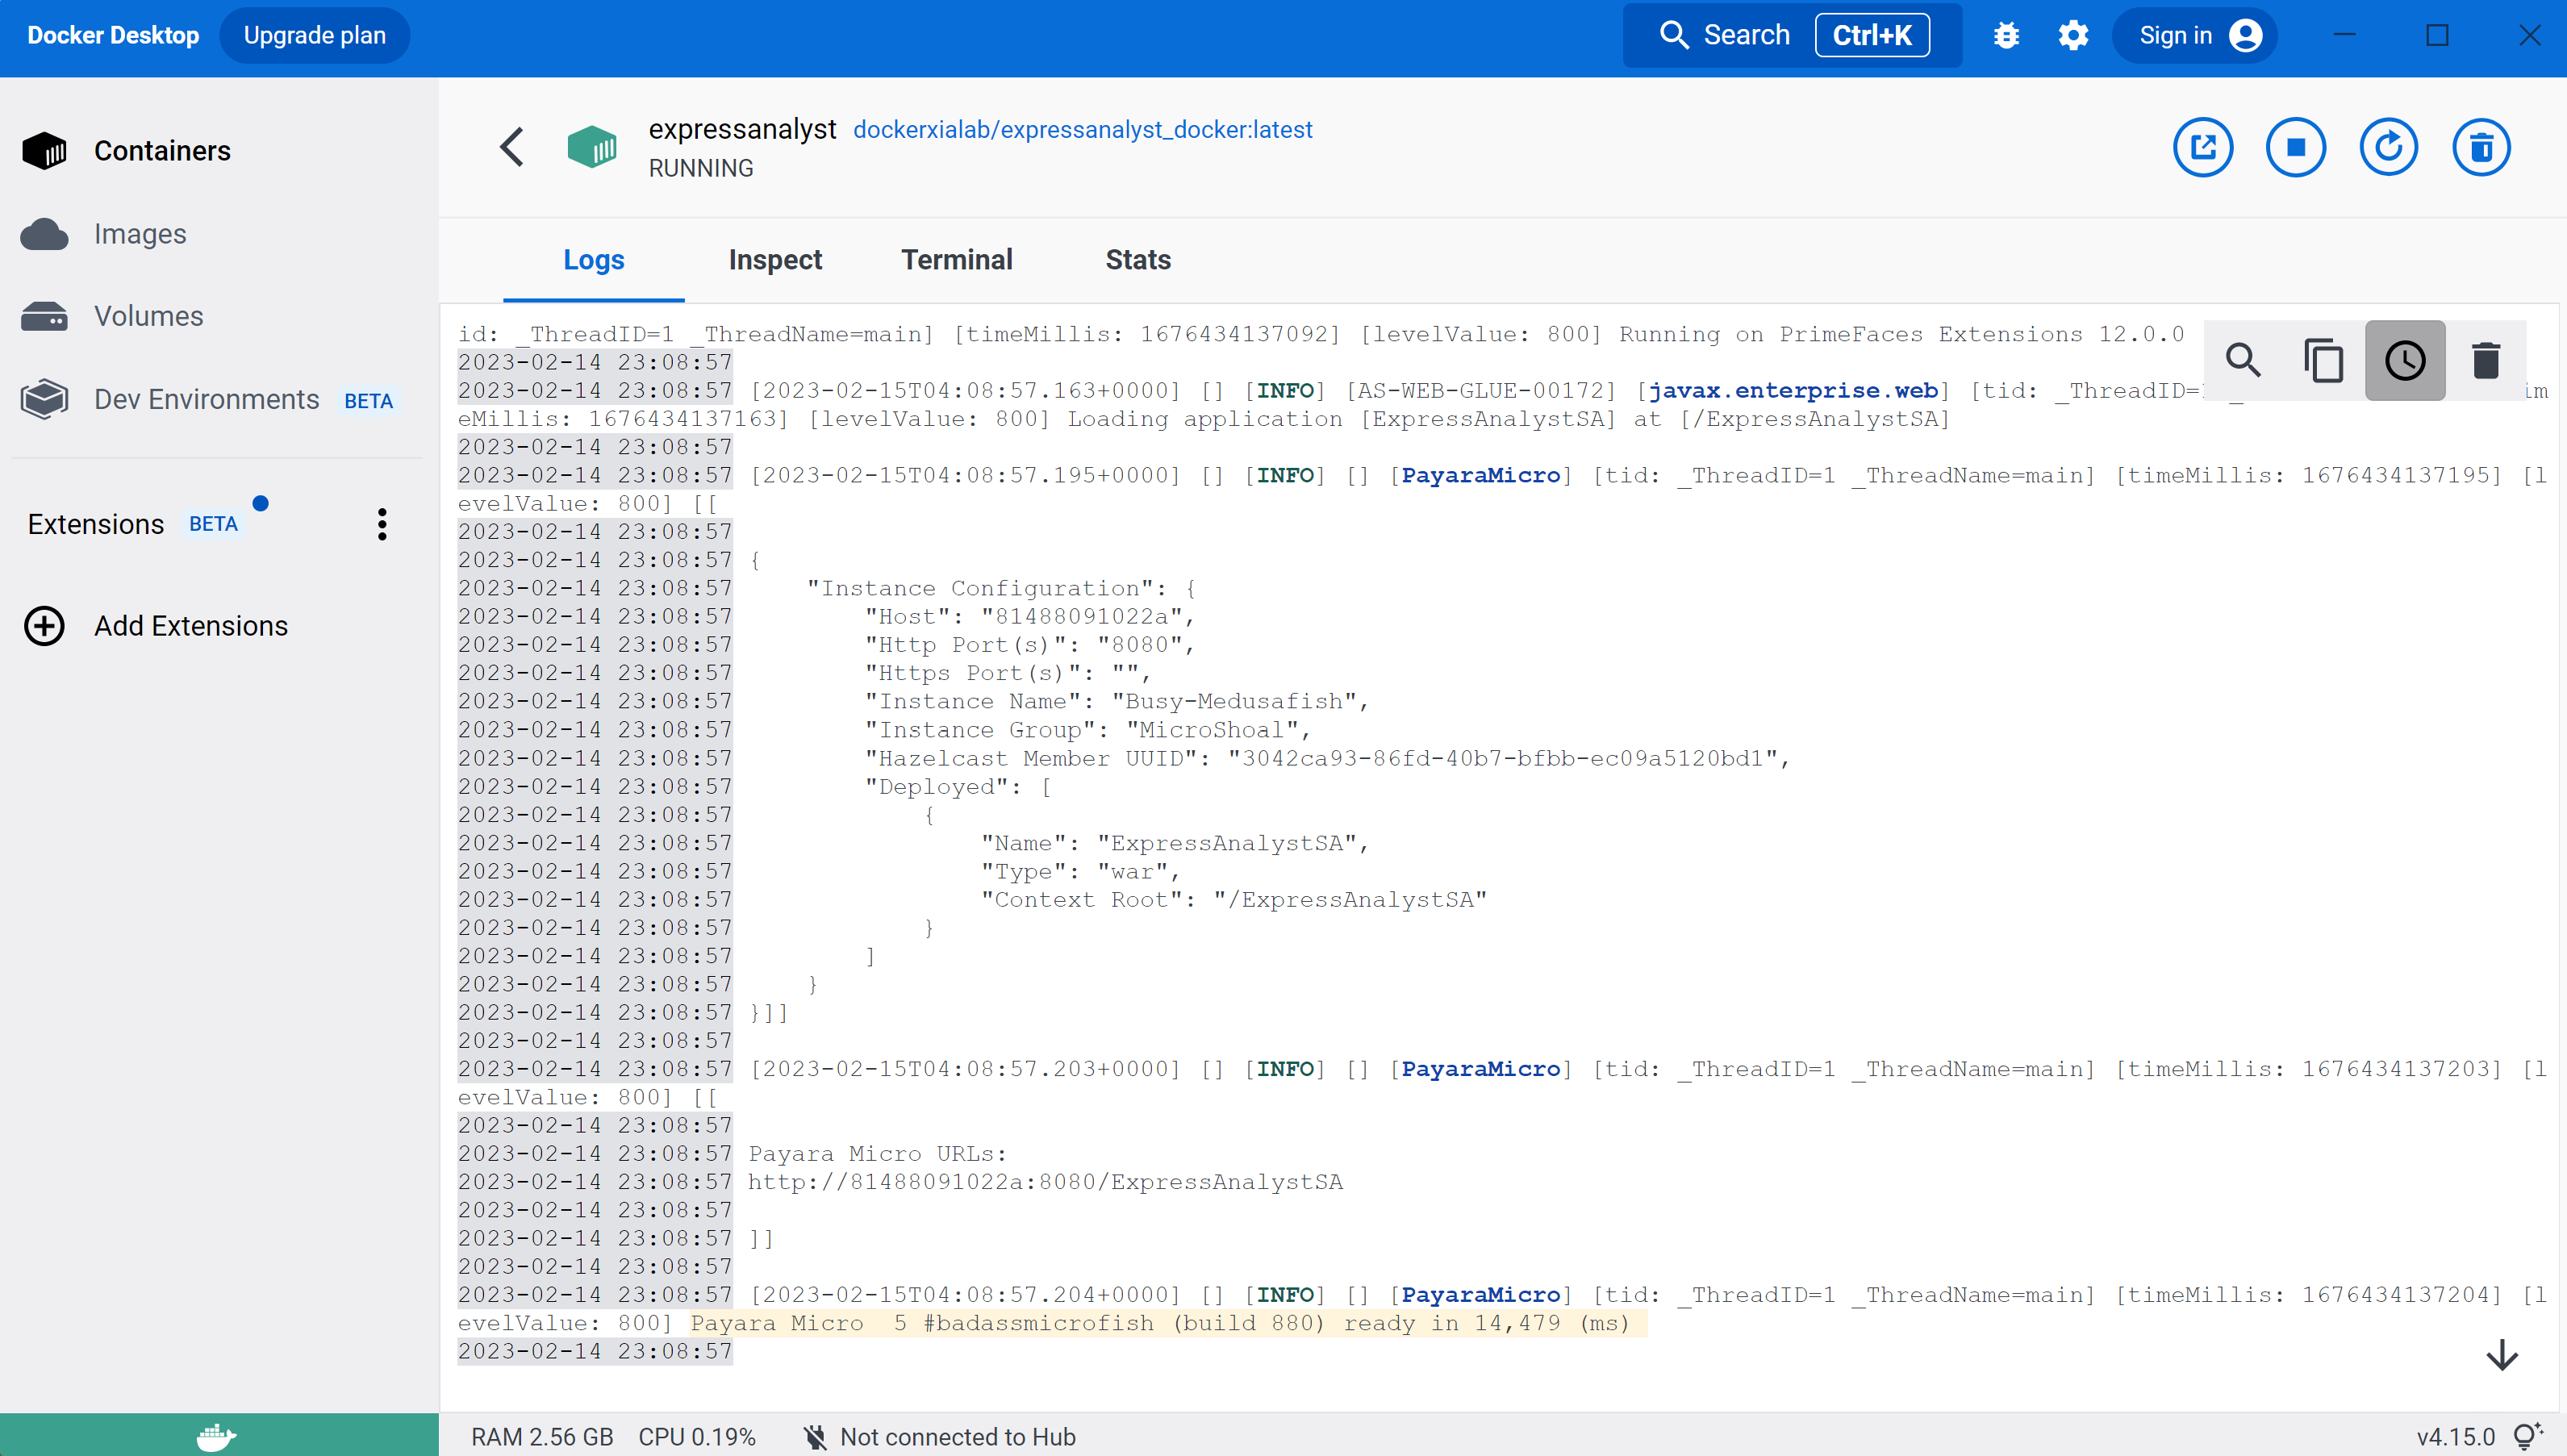 Docker Desktop Upgrade plan Search Ctrl+K Sign in
Containers
Images
Volumes
Dev Environments BETA
Extensions BETA
Add Extensions
expressanalyst dockerxialab/expressanalyst_docker:latest
RUNNING
Logs Inspect Terminal Stats
id: _ThreadID=1 _ThreadName=main] [timeMillis: 1676434137092] [levelValue: 800] Running on PrimeFaces Extensions 12.0.0
2023-02-14 23:08:57
2023-02-14 23:08:57 [2023-02-15T04:08:57.163+0000] [] [INFO] [AS-WEB-GLUE-00172] [javax.enterprise.web] [tid: _ThreadID= im
eMillis: 1676434137163] [levelValue: 800] Loading application [ExpressAnalystSA] at [/ExpressAnalystSA]
2023-02-14 23:08:57
2023-02-14 23:08:57 [2023-02-15T04:08:57.195+0000] [] [INFO] [] [PayaraMicro] [tid: _ThreadID=1 _ThreadName=main] [timeMillis: 1676434137195] [l
evelValue: 800] [[
2023-02-14 23:08:57
2023-02-14 23:08:57 {
2023-02-14 23:08:57 "Instance Configuration": {
2023-02-14 23:08:57 "Host": "81488091022a",
2023-02-14 23:08:57 "Http Port(s)": "8080",
2023-02-14 23:08:57 "Https Port(s)": "",
2023-02-14 23:08:57 "Instance Name": "Busy-Medusafish",
2023-02-14 23:08:57 "Instance Group": "MicroShoal",
2023-02-14 23:08:57 "Hazelcast Member UUID": "3042ca93-86fd-40b7-bfbb-ec09a5120bd1",
2023-02-14 23:08:57 "Deployed": [
2023-02-14 23:08:57 {
2023-02-14 23:08:57 "Name": "ExpressAnalystSA",
2023-02-14 23:08:57 "Type": "war",
2023-02-14 23:08:57 "Context Root": "/ExpressAnalystSA"
2023-02-14 23:08:57 }
2023-02-14 23:08:57 ]
2023-02-14 23:08:57 }
2023-02-14 23:08:57 }]]
2023-02-14 23:08:57
2023-02-14 23:08:57 [2023-02-15T04:08:57.203+0000] [] [INFO] [] [PayaraMicro] [tid: _ThreadID=1 _ThreadName=main] [timeMillis: 1676434137203] [l
evelValue: 800] [[
2023-02-14 23:08:57
2023-02-14 23:08:57 Payara Micro URLs:
2023-02-14 23:08:57 http://81488091022a:8080/ExpressAnalystSA
2023-02-14 23:08:57
2023-02-14 23:08:57 ]]
2023-02-14 23:08:57
2023-02-14 23:08:57 [2023-02-15T04:08:57.204+0000] [] [INFO] [] [PayaraMicro] [tid: _ThreadID=1 _ThreadName=main] [timeMillis: 1676434137204] [l
evelValue: 800] Payara Micro  5 #badassmicrofish (build 880) ready in 14,479 (ms)
2023-02-14 23:08:57
RAM 2.56 GB CPU 0.19% Not connected to Hub v4.15.0